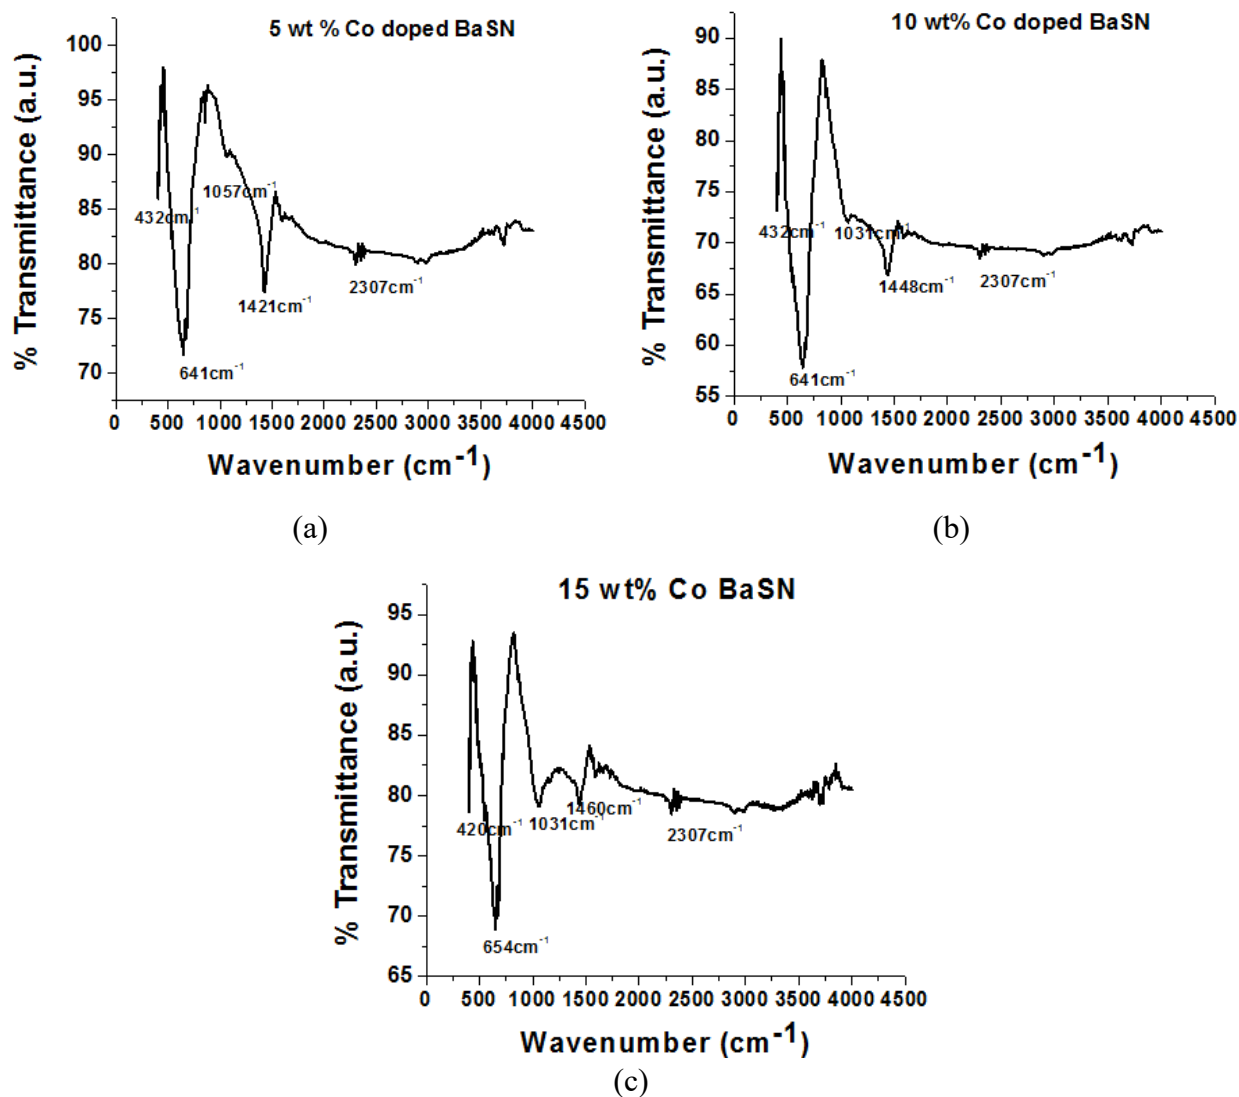 5 wt % Co doped BaSN
% Transmittance (a.u.)
100
95
90
85
80
75
70
432cm⁻¹
641cm⁻¹
1057cm⁻¹
1421cm⁻¹
2307cm⁻¹
0 500 1000 1500 2000 2500 3000 3500 4000 4500
Wavenumber (cm⁻¹)
(a)
10 wt% Co doped BaSN
% Transmittance (a.u.)
90
85
80
75
70
65
60
55
432cm⁻¹
641cm⁻¹
1031cm⁻¹
1448cm⁻¹
2307cm⁻¹
0 500 1000 1500 2000 2500 3000 3500 4000 4500
Wavenumber (cm⁻¹)
(b)
15 wt% Co BaSN
% Transmittance (a.u.)
95
90
85
80
75
70
65
420cm⁻¹
654cm⁻¹
1031cm⁻¹
1460cm⁻¹
2307cm⁻¹
0 500 1000 1500 2000 2500 3000 3500 4000 4500
Wavenumber (cm⁻¹)
(c)